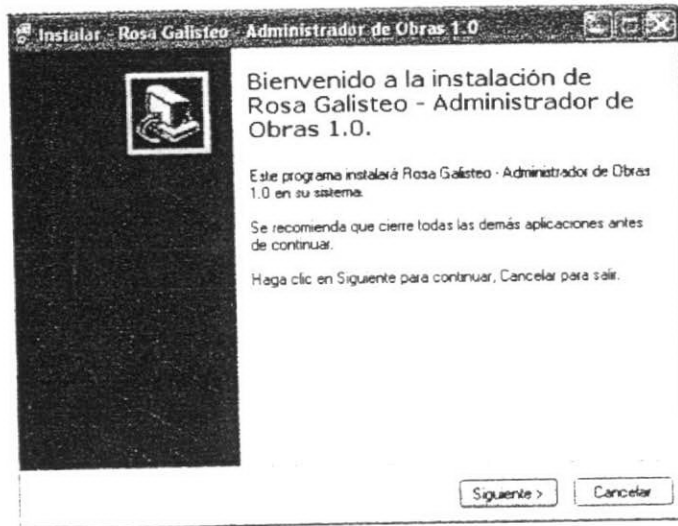 Instalar - Rosa Galisteo - Administrador de Obras 1.0
Bienvenido a la instalación de
Rosa Galisteo - Administrador de
Obras 1.0.
Este programa instalará Rosa Galisteo - Administrador de Obras
1.0 en su sistema.
Se recomienda que cierre todas las demás aplicaciones antes
de continuar.
Haga clic en Siguiente para continuar, Cancelar para salir.
Siguiente >
Cancelar